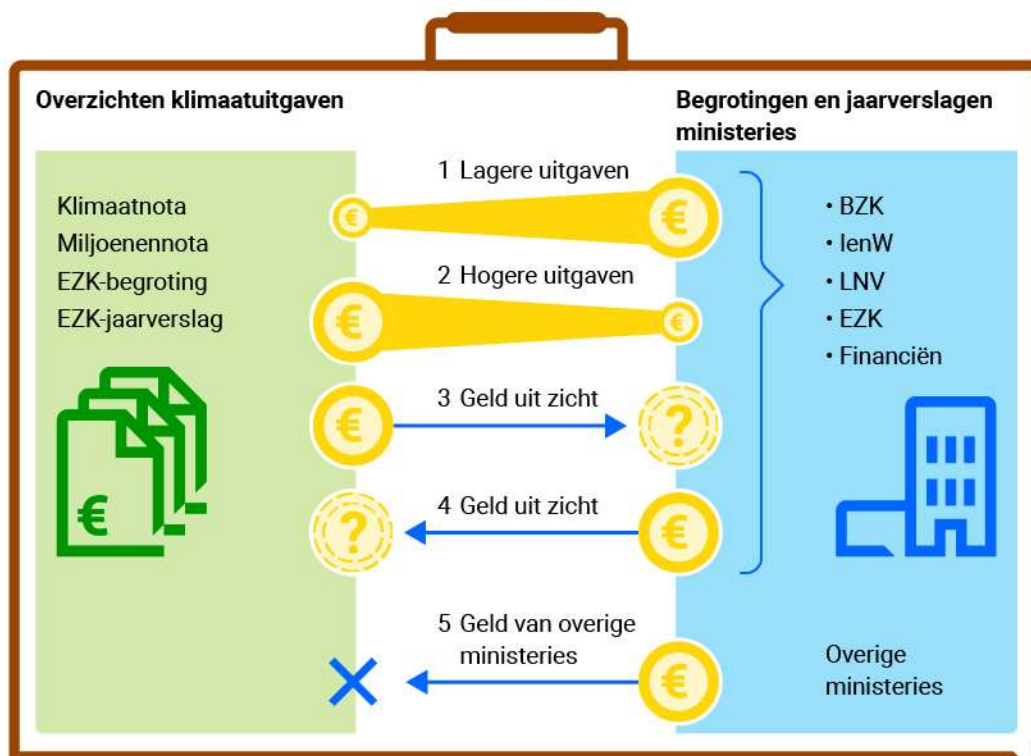 Overzichten klimaatuitgaven
Begrotingen en jaarverslagen
ministeries
Klimaatnota
Miljoenennota
EZK-begroting
EZK-jaarverslag
€
1 Lagere uitgaven
€
€
2 Hogere uitgaven
€
€
3 Geld uit zicht
€
?
4 Geld uit zicht
?
€
5 Geld van overige
ministeries
€
• BZK
• IenW
• LNV
• EZK
• Financiën
Overige
ministeries